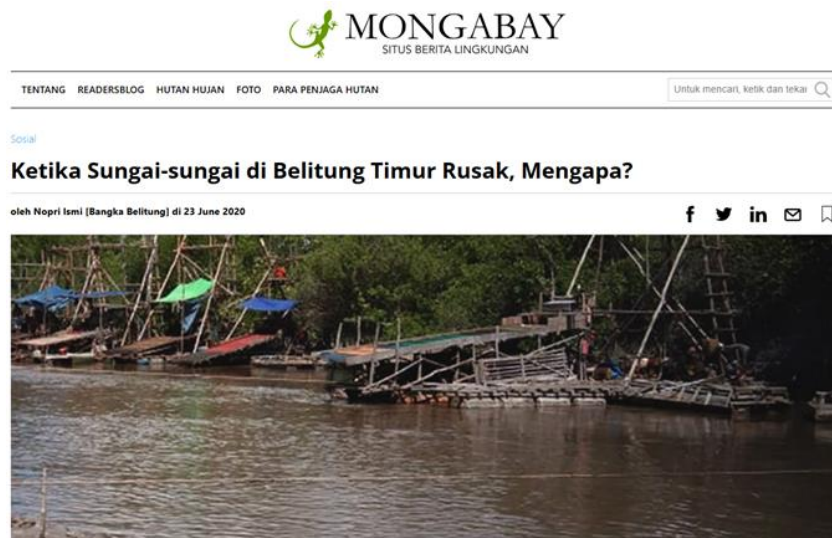 MONGABAY
SITUS BERITA LINGKUNGAN
TENTANG READERSBLOG HUTAN HUJAN FOTO PARA PENJAGA HUTAN
Untuk mencari, ketik dan tekan
Sosial
Ketika Sungai-sungai di Belitung Timur Rusak, Mengapa?
oleh Nopri Ismi [Bangka Belitung] di 23 June 2020